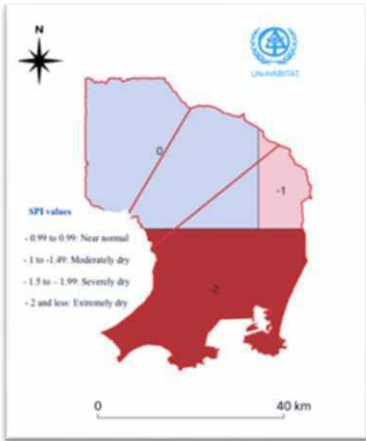 N
UN-HABITAT
0
-1
SPI values
- 0.99 to 0.99: Near normal
- 1 to -1.49: Moderately dry
- 1.5 to – 1.99: Severely dry
- 2 and less: Extremely dry
-2
0 40 km